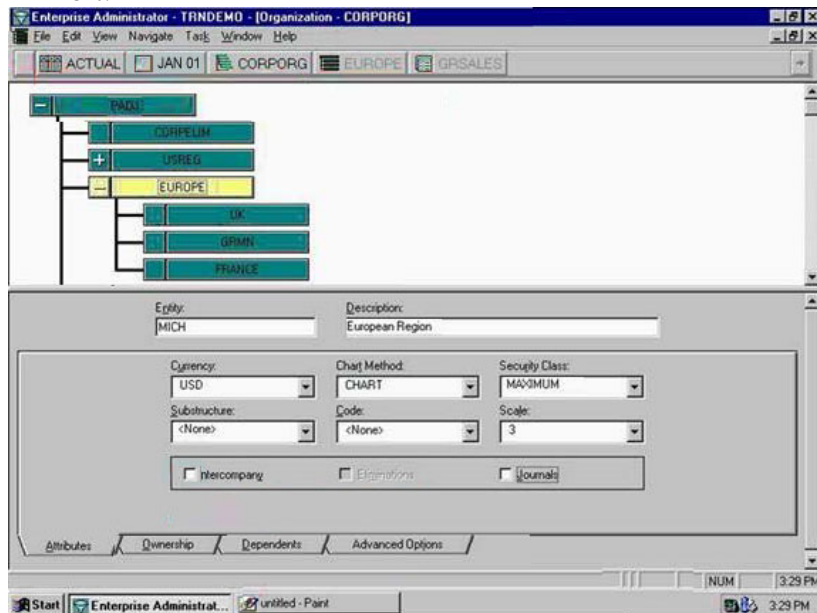 Enterprise Administrator - TRNDEMO - [Organization - CORPORG]
File Edit View Navigate Task Window Help
ACTUAL JAN 01 CORPORG EUROPE GRSALES
PADJ
CORPELIM
USREG
EUROPE
UK
GRMN
FRANCE
Entity: Description:
MICH European Region
Currency: Chart Method: Security Class:
USD CHART MAXIMUM
Substructure: Code: Scale:
<None> <None> 3
Intercompany Eliminations Journals
Attributes Ownership Dependents Advanced Options
NUM 3:29 PM
Start Enterprise Administrat... untitled - Paint 3:29 PM